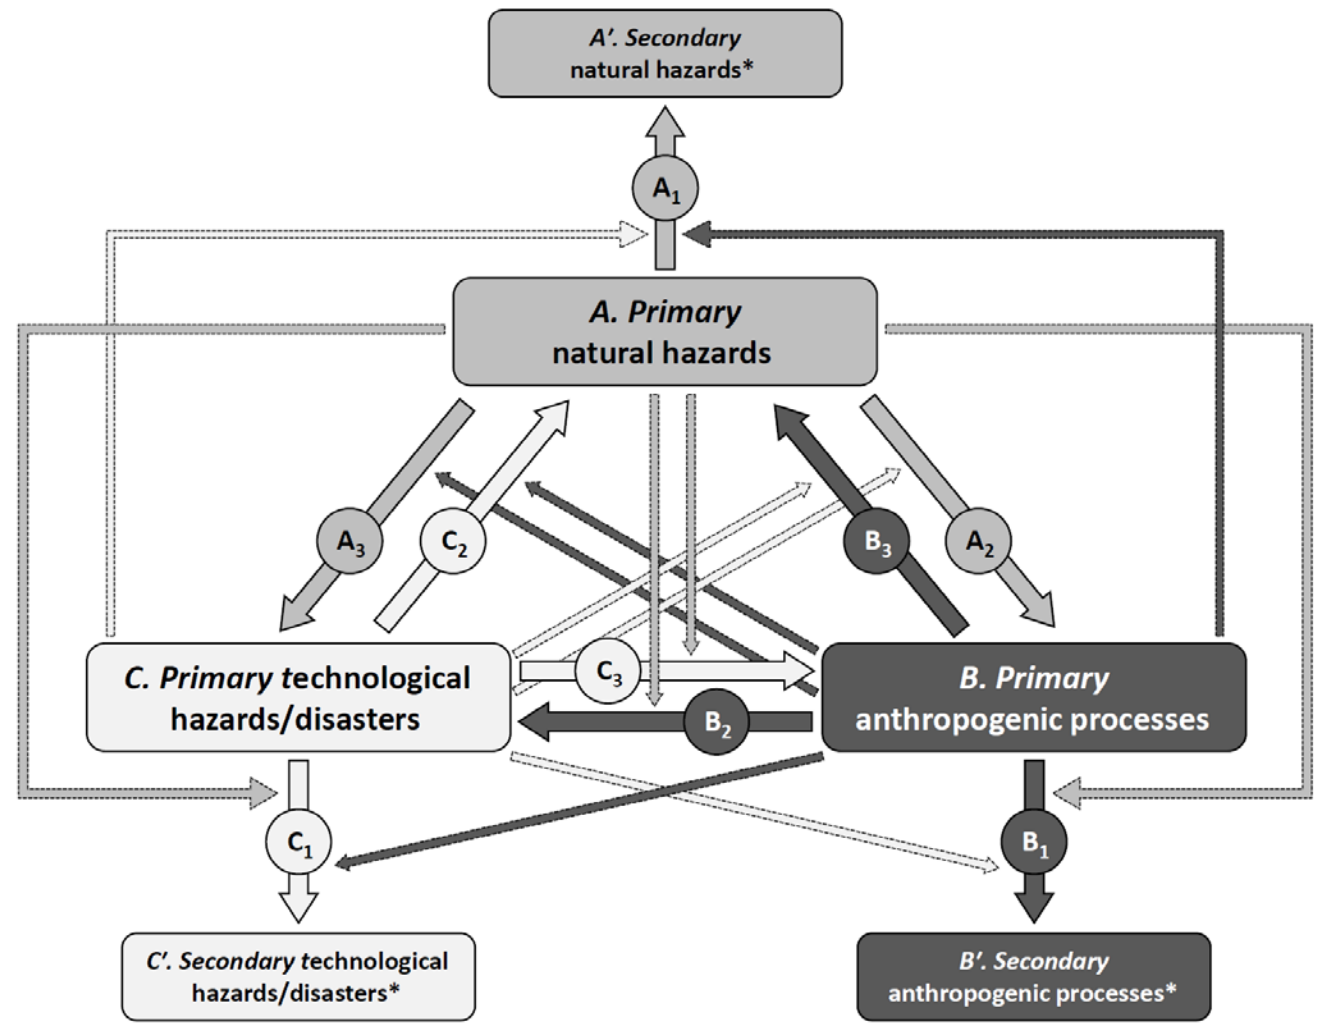 A′. Secondary
natural hazards*
A1
A. Primary
natural hazards
A3
C2
B3
A2
C. Primary technological
hazards/disasters
C3
B2
B. Primary
anthropogenic processes
C1
B1
C′. Secondary technological
hazards/disasters*
B′. Secondary
anthropogenic processes*